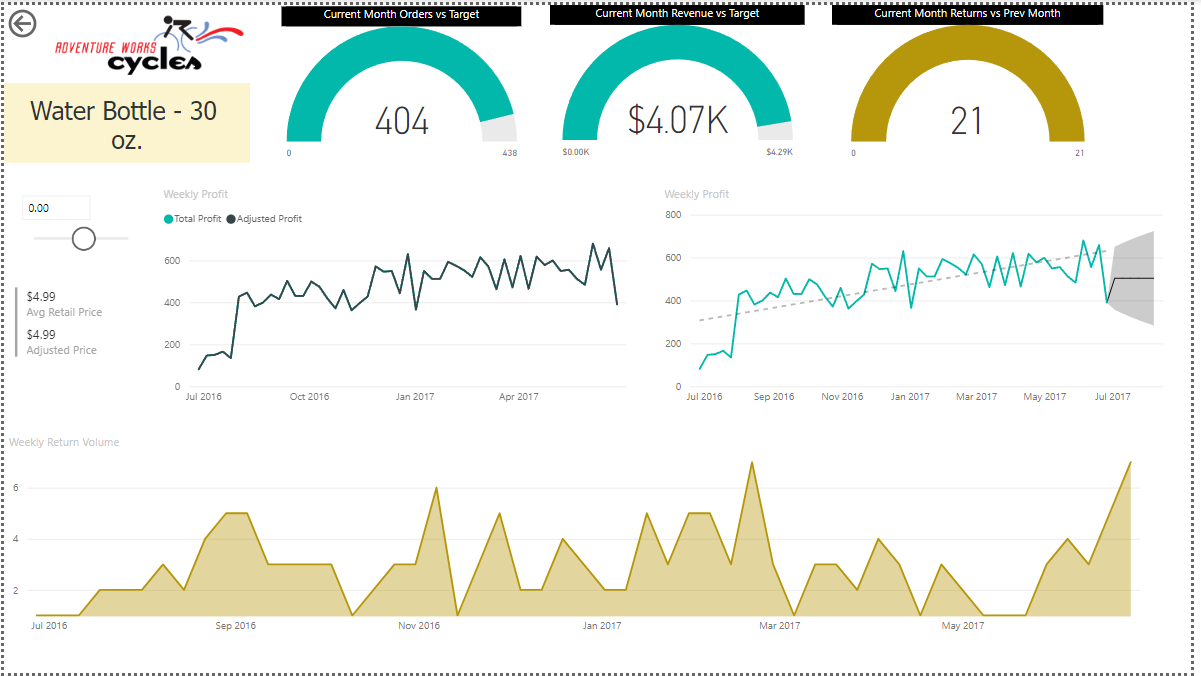 ADVENTURE WORKS
cycles
Water Bottle - 30
oz.
Current Month Orders vs Target
404
0
438
Current Month Revenue vs Target
$4.07K
$0.00K
$4.29K
Current Month Returns vs Prev Month
21
0
21
0.00
$4.99
Avg Retail Price
$4.99
Adjusted Price
Weekly Profit
Total Profit Adjusted Profit
600
400
200
0
Jul 2016 Oct 2016 Jan 2017 Apr 2017
Weekly Profit
800
600
400
200
0
Jul 2016 Sep 2016 Nov 2016 Jan 2017 Mar 2017 May 2017 Jul 2017
Weekly Return Volume
6
4
2
Jul 2016 Sep 2016 Nov 2016 Jan 2017 Mar 2017 May 2017